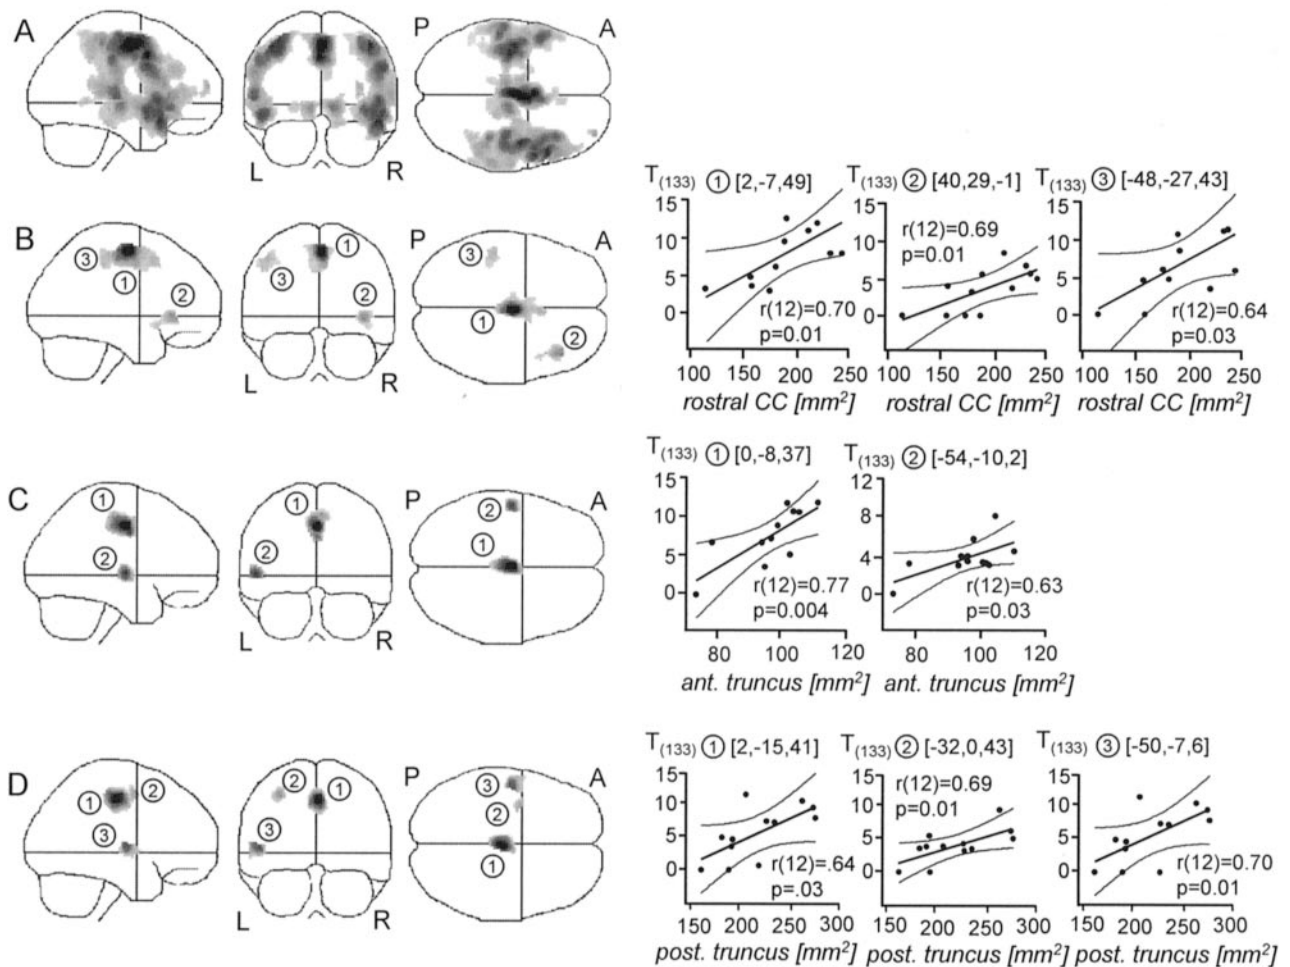 A
P
A
L
R
B
③
①
②
③
①
②
P
A
③
①
②
L
R
T(133) ① [2,-7,49]
15
10
5
0
r(12)=0.70
p=0.01
100 150 200 250
rostral CC [mm²]
T(133) ② [40,29,-1]
15
10
5
0
r(12)=0.69
p=0.01
100 150 200 250
rostral CC [mm²]
T(133) ③ [-48,-27,43]
15
10
5
0
r(12)=0.64
p=0.03
100 150 200 250
rostral CC [mm²]
C
①
②
①
②
P
A
②
①
L
R
T(133) ① [0,-8,37]
15
10
5
0
r(12)=0.77
p=0.004
80 100 120
ant. truncus [mm²]
T(133) ② [-54,-10,2]
12
8
4
0
r(12)=0.63
p=0.03
80 100 120
ant. truncus [mm²]
D
①
②
③
②
①
③
P
A
③
②
①
L
R
T(133) ① [2,-15,41]
15
10
5
0
r(12)=.64
p=.03
150 200 250 300
post. truncus [mm²]
T(133) ② [-32,0,43]
15
10
5
0
r(12)=0.69
p=0.01
150 200 250 300
post. truncus [mm²]
T(133) ③ [-50,-7,6]
15
10
5
0
r(12)=0.70
p=0.01
150 200 250 300
post. truncus [mm²]